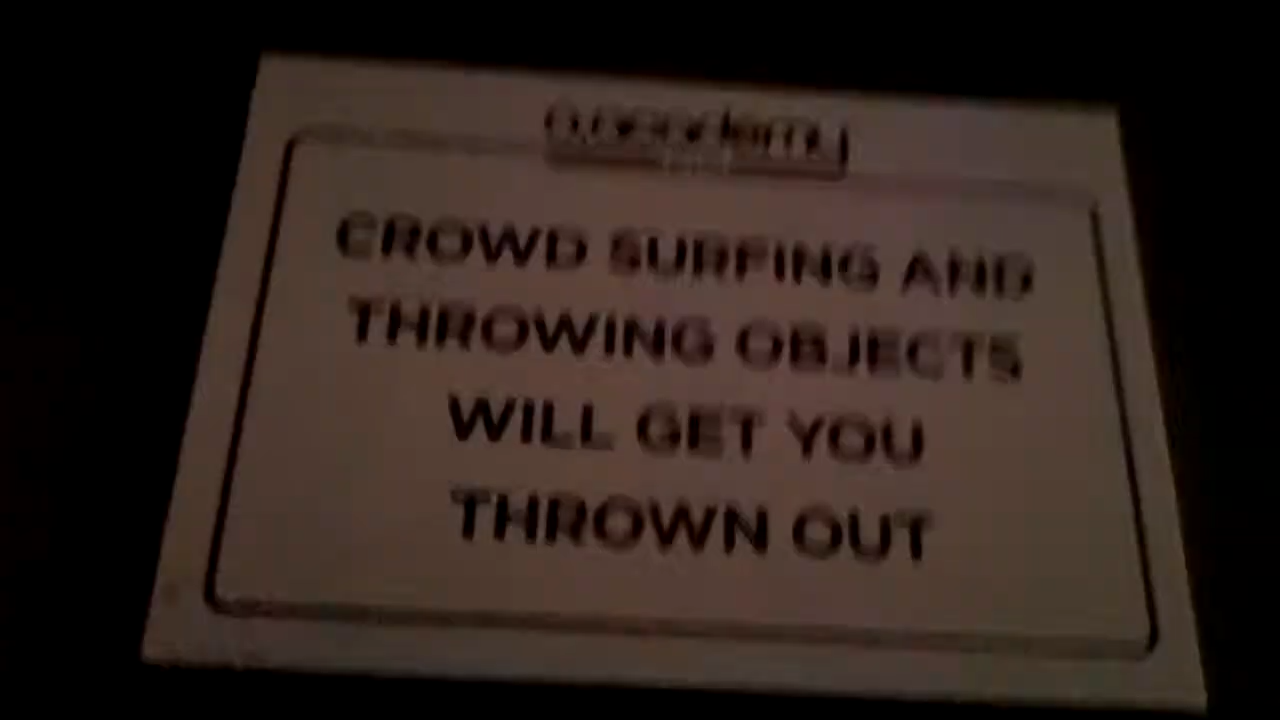 CROWD SURFING AND
THROWING OBJECTS
WILL GET YOU
THROWN OUT